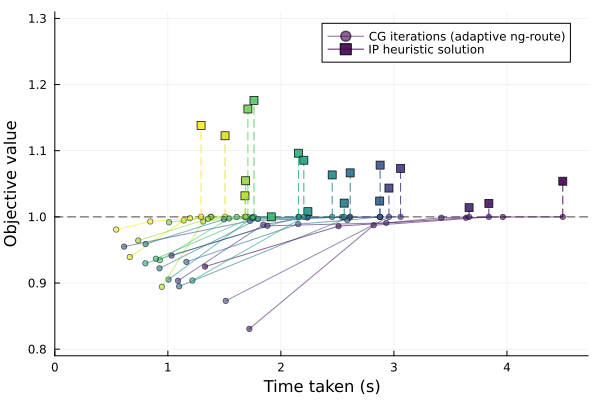 1.3
1.2
1.1
1.0
0.9
0.8
Objective value
CG iterations (adaptive ng-route)
IP heuristic solution
0
1
2
3
4
Time taken (s)